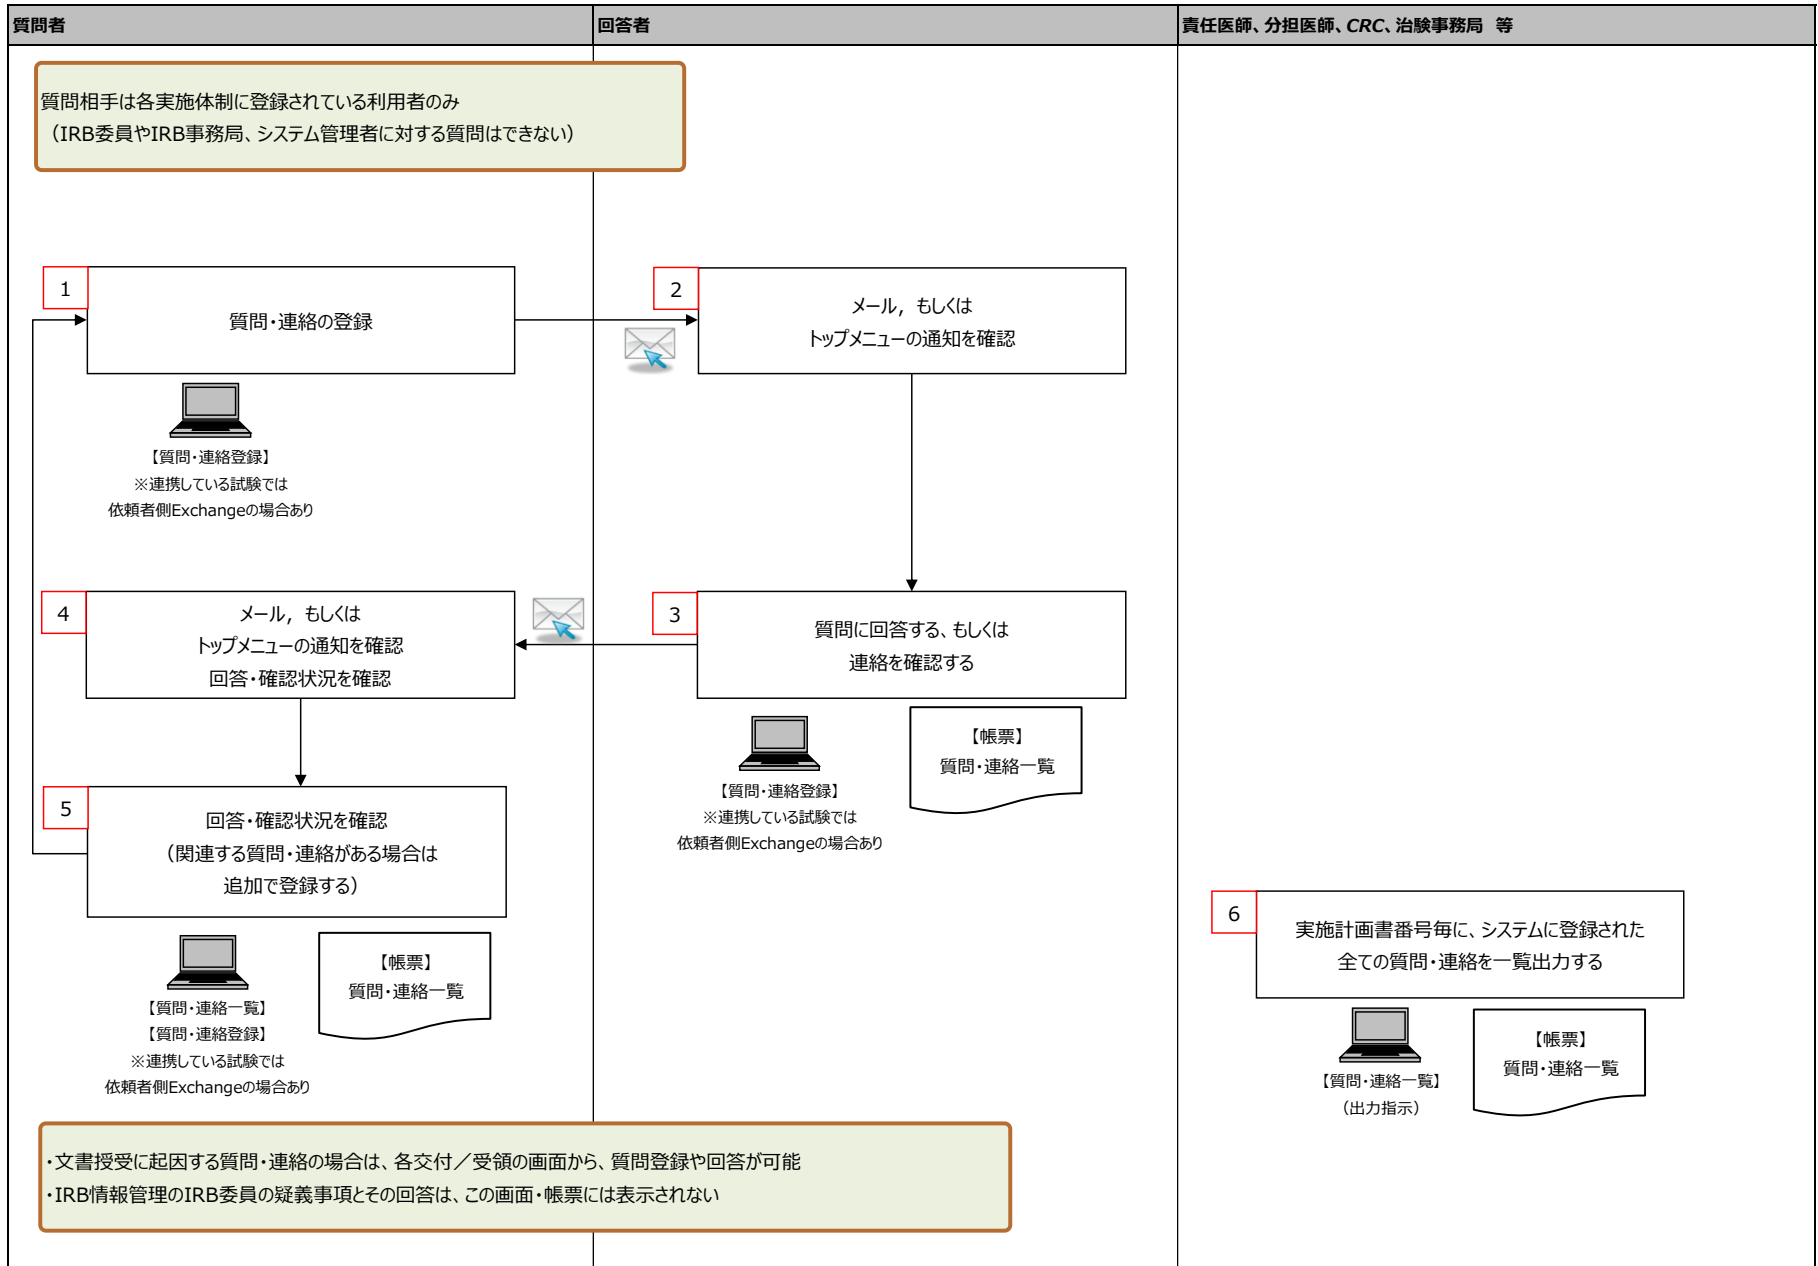 質問者
回答者
責任医師、分担医師、CRC、治験事務局 等
質問相手は各実施体制に登録されている利用者のみ
（IRB委員やIRB事務局、システム管理者に対する質問はできない）
1
質問・連絡の登録
2
メール，もしくは
トップメニューの通知を確認
【質問・連絡登録】
※連携している試験では
依頼者側Exchangeの場合あり
4
メール，もしくは
トップメニューの通知を確認
回答・確認状況を確認
3
質問に回答する、もしくは
連絡を確認する
【質問・連絡登録】
※連携している試験では
依頼者側Exchangeの場合あり
【帳票】
質問・連絡一覧
5
回答・確認状況を確認
（関連する質問・連絡がある場合は
追加で登録する）
【質問・連絡一覧】
【質問・連絡登録】
※連携している試験では
依頼者側Exchangeの場合あり
【帳票】
質問・連絡一覧
6
実施計画書番号毎に、システムに登録された
全ての質問・連絡を一覧出力する
【質問・連絡一覧】
（出力指示）
【帳票】
質問・連絡一覧
・文書授受に起因する質問・連絡の場合は、各交付／受領の画面から、質問登録や回答が可能
・IRB情報管理のIRB委員の疑義事項とその回答は、この画面・帳票には表示されない